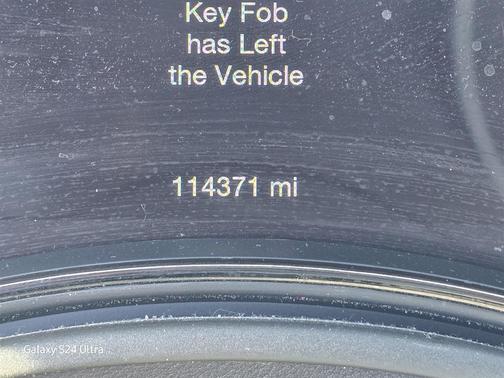 Key Fob
has Left
the Vehicle
114371 mi
Galaxy S24 Ultra